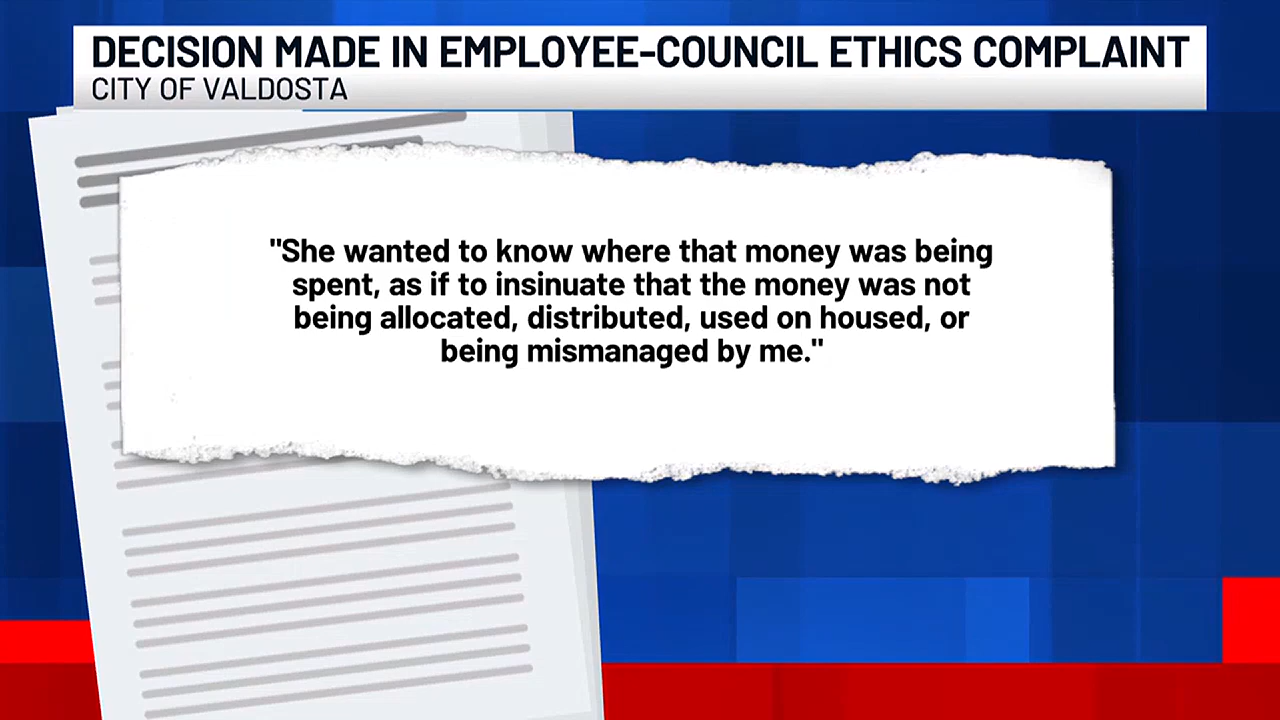 DECISION MADE IN EMPLOYEE-COUNCIL ETHICS COMPLAINT
CITY OF VALDOSTA
"She wanted to know where that money was being
spent, as if to insinuate that the money was not
being allocated, distributed, used on housed, or
being mismanaged by me."